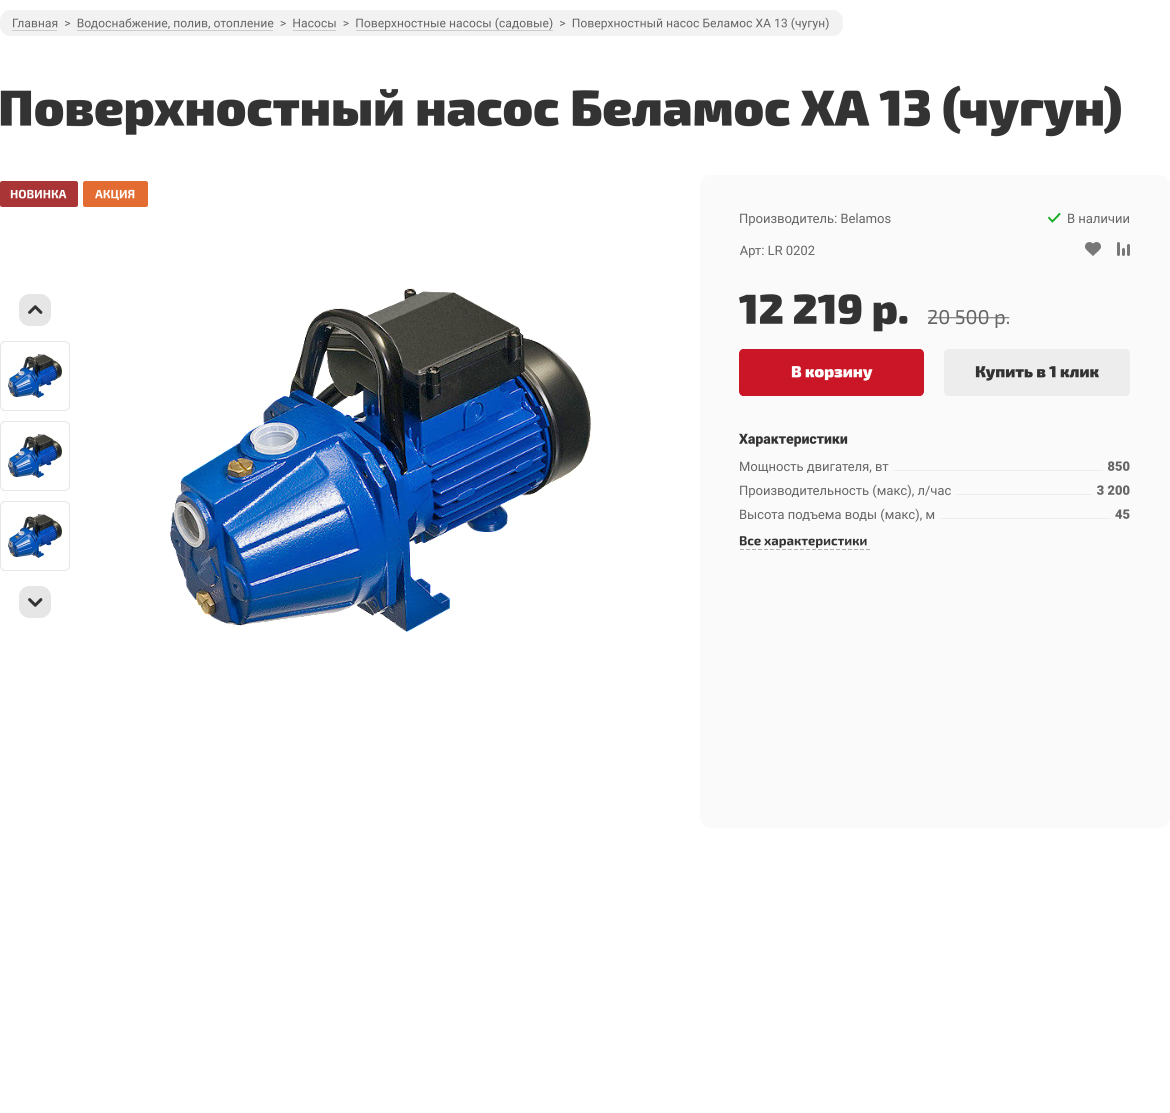 Главная > Водоснабжение, полив, отопление > Насосы > Поверхностные насосы (садовые) > Поверхностный насос Беламос XA 13 (чугун)
Поверхностный насос Беламос XA 13 (чугун)
НОВИНКА АКЦИЯ
Производитель: Belamos В наличии
Арт: LR 0202
12 219 р. 20 500 р.
В корзину Купить в 1 клик
Характеристики
Мощность двигателя, вт 850
Производительность (макс), л/час 3 200
Высота подъема воды (макс), м 45
Все характеристики